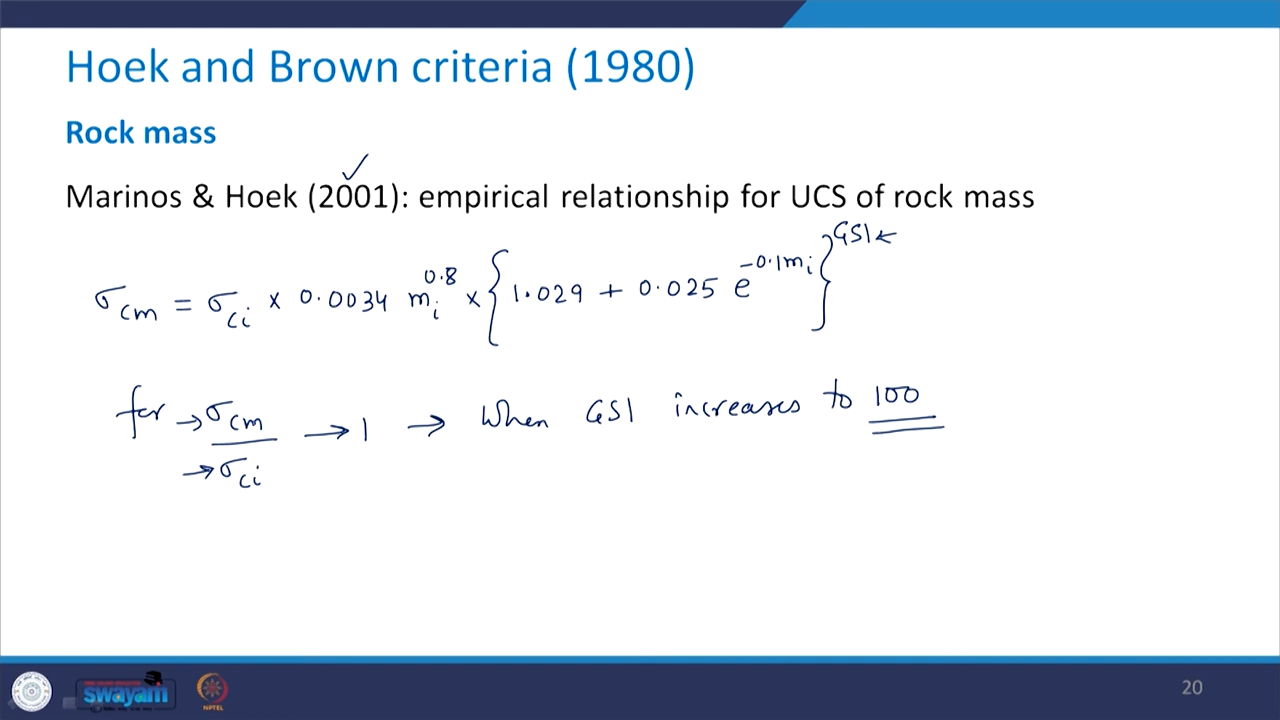 Hoek and Brown criteria (1980)
Rock mass
✓
Marinos & Hoek (2001): empirical relationship for UCS of rock mass
σcm = σci × 0.0034 mi^0.8 × {1.029 + 0.025 e^-0.1mi}^GSI ←
for → σcm / → σci → 1 → When GSI increases to 100
swayam
NPTEL
20